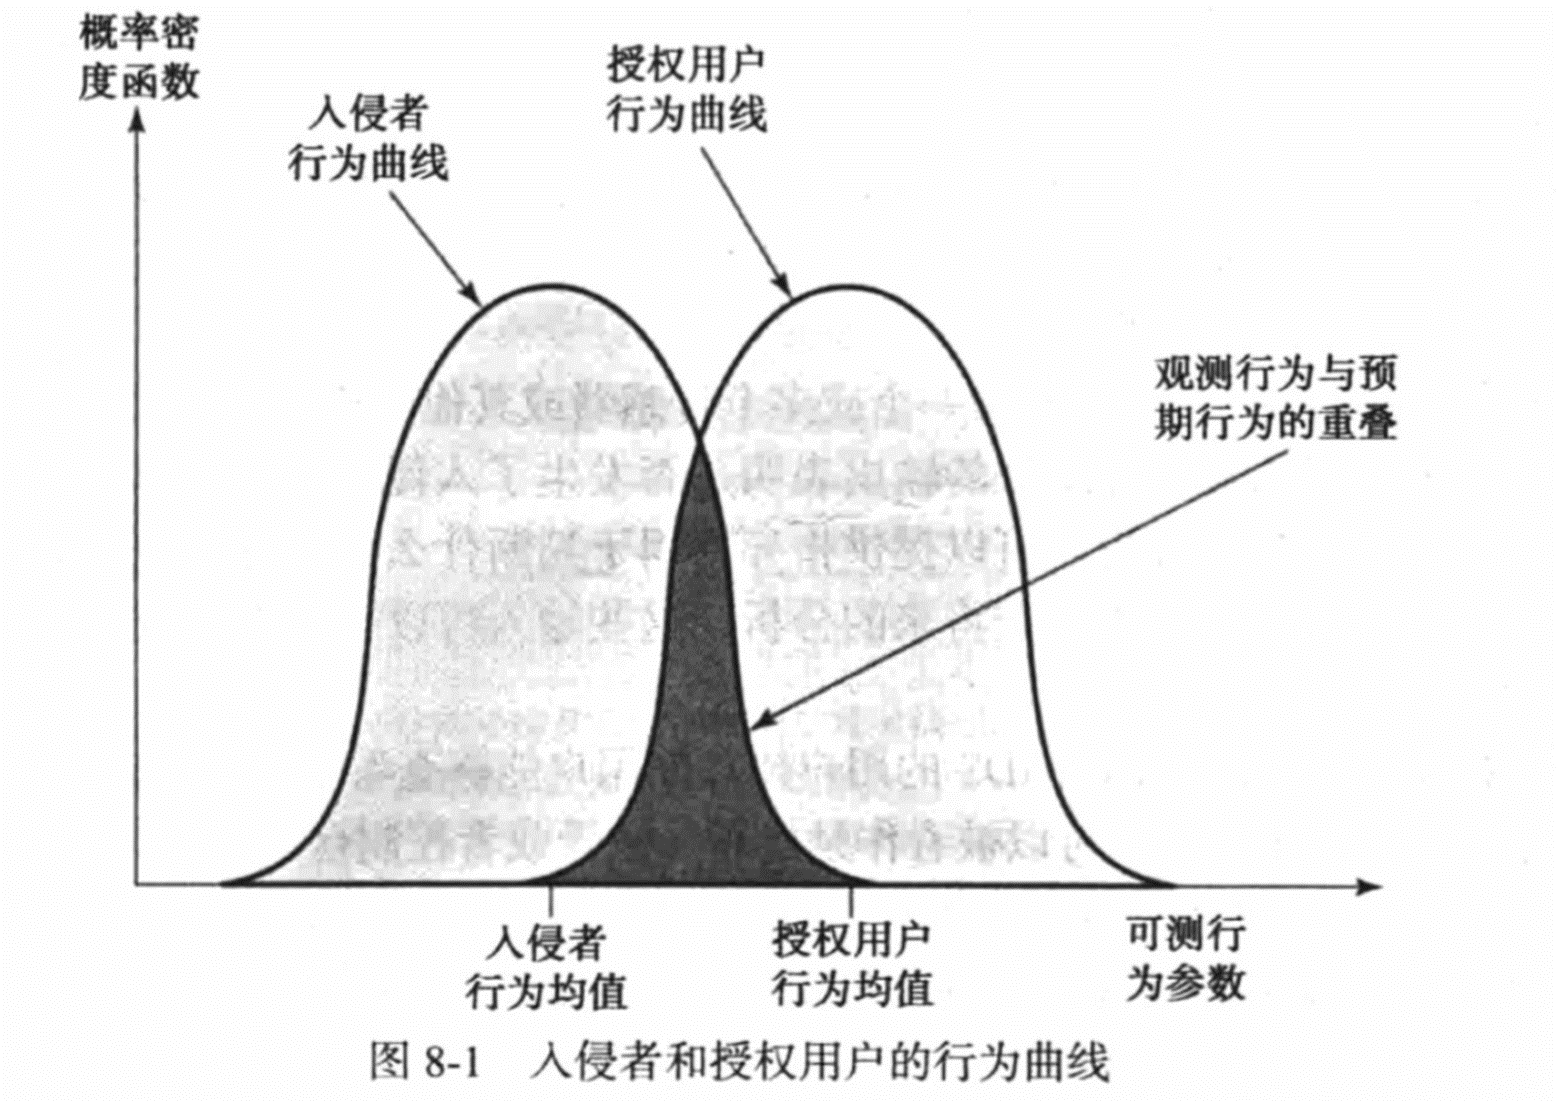 概率密
度函数
入侵者
行为曲线
授权用户
行为曲线
观测行为与预
期行为的重叠
入侵者
行为均值
授权用户
行为均值
可测行
为参数
图 8-1 入侵者和授权用户的行为曲线